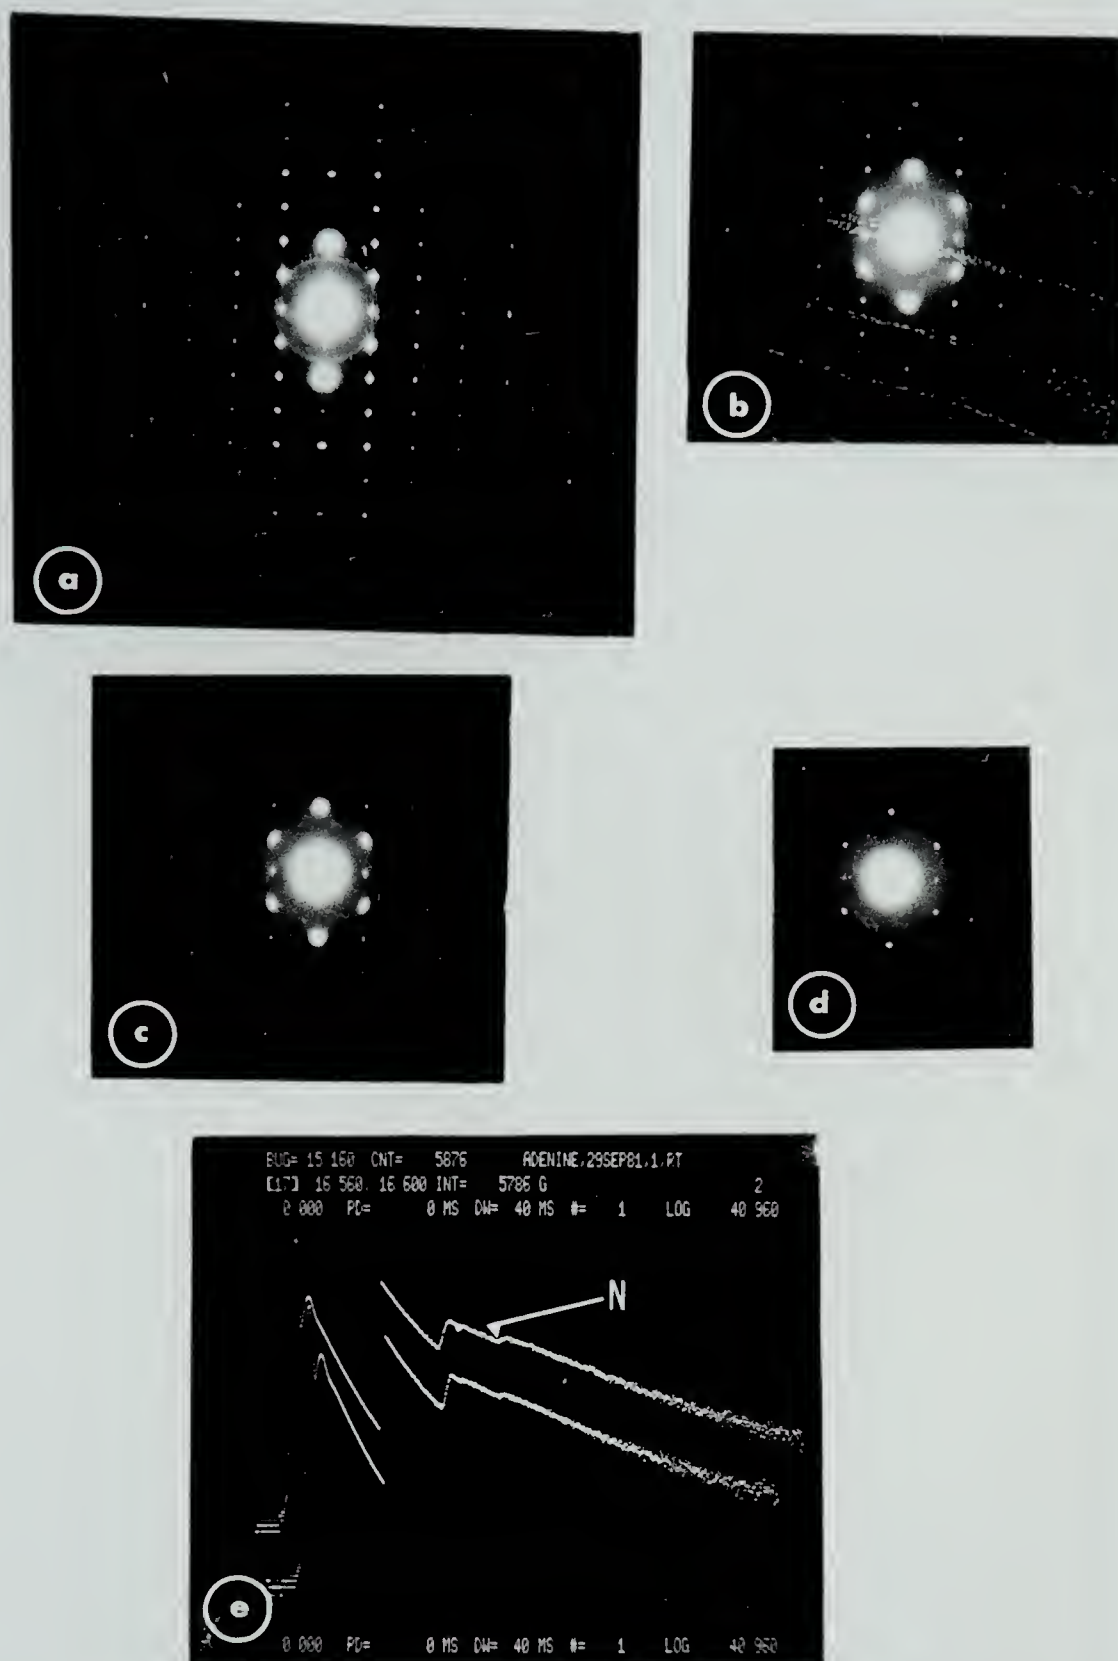 a
b
c
d
BUG= 15 160 CNT= 5876 ADENINE,29SEP81,1,RT
[17] 16 560, 16 600 INT= 5786 G 2
0 000 PD= 0 MS DW= 40 MS #= 1 LOG 40 960
N
e
0 000 PD= 0 MS DW= 40 MS #= 1 LOG 40 960